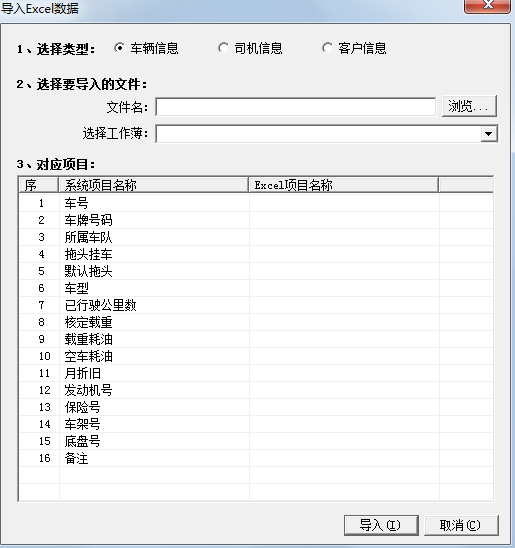 导入Excel数据
1、选择类型： 车辆信息 司机信息 客户信息
2、选择要导入的文件：
文件名： 浏览...
选择工作薄：
3、对应项目：
序 系统项目名称 Excel项目名称
1 车号
2 车牌号码
3 所属车队
4 拖头挂车
5 默认拖头
6 车型
7 已行驶公里数
8 核定载重
9 载重耗油
10 空车耗油
11 月折旧
12 发动机号
13 保险号
14 车架号
15 底盘号
16 备注
导入(I) 取消(C)